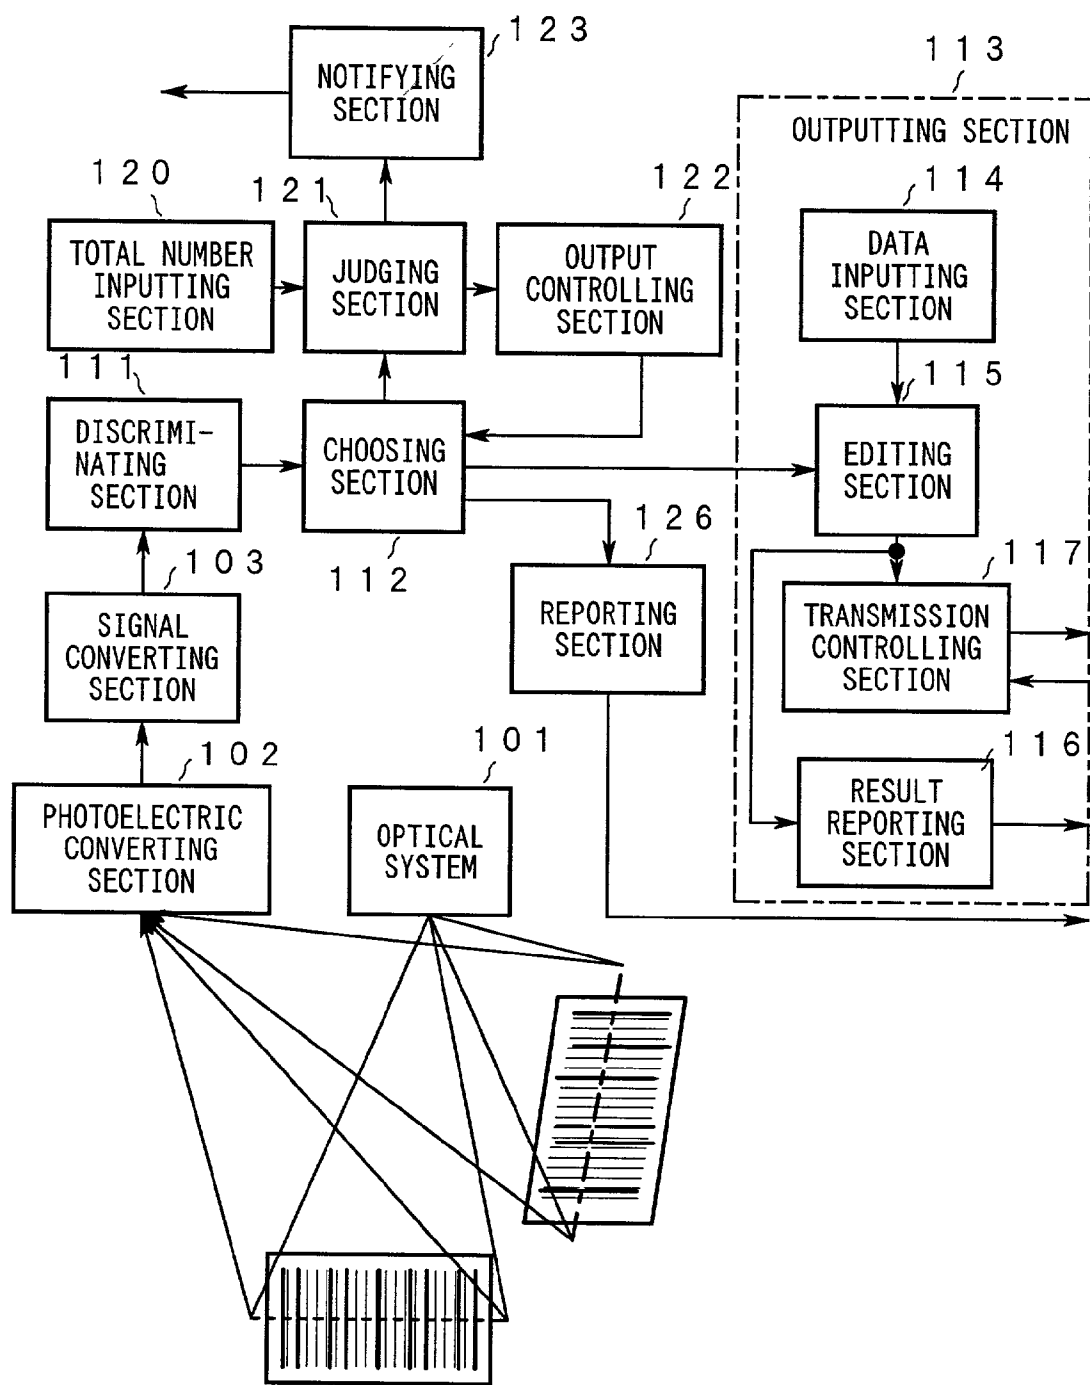 123
NOTIFYING
SECTION
113
OUTPUTTING SECTION
120
TOTAL NUMBER
INPUTTING
SECTION
121
JUDGING
SECTION
122
OUTPUT
CONTROLLING
SECTION
114
DATA
INPUTTING
SECTION
111
DISCRIMI-
NATING
SECTION
CHOOSING
SECTION
112
115
EDITING
SECTION
103
SIGNAL
CONVERTING
SECTION
126
REPORTING
SECTION
117
TRANSMISSION
CONTROLLING
SECTION
102
PHOTOELECTRIC
CONVERTING
SECTION
101
OPTICAL
SYSTEM
116
RESULT
REPORTING
SECTION